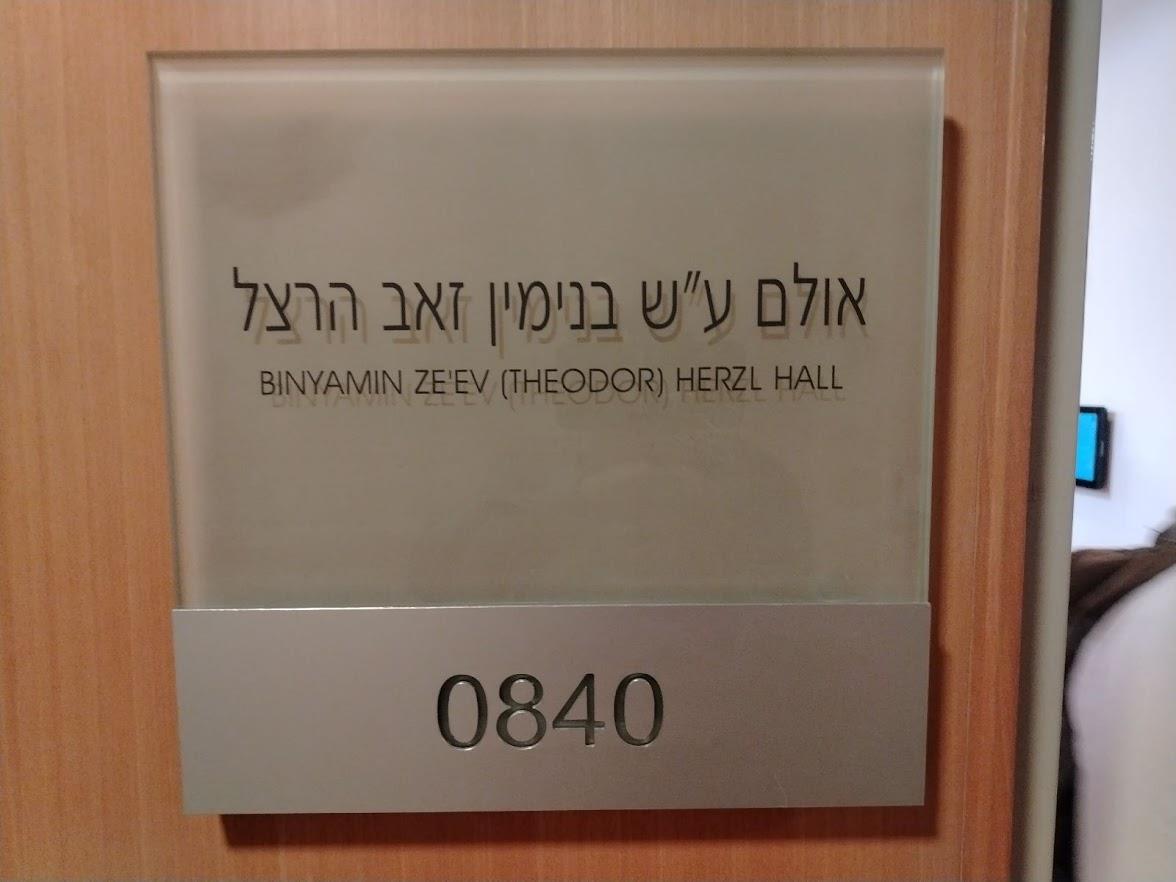 אולם ע״ש בנימין זאב הרצל
BINYAMIN ZE'EV (THEODOR) HERZL HALL
0840